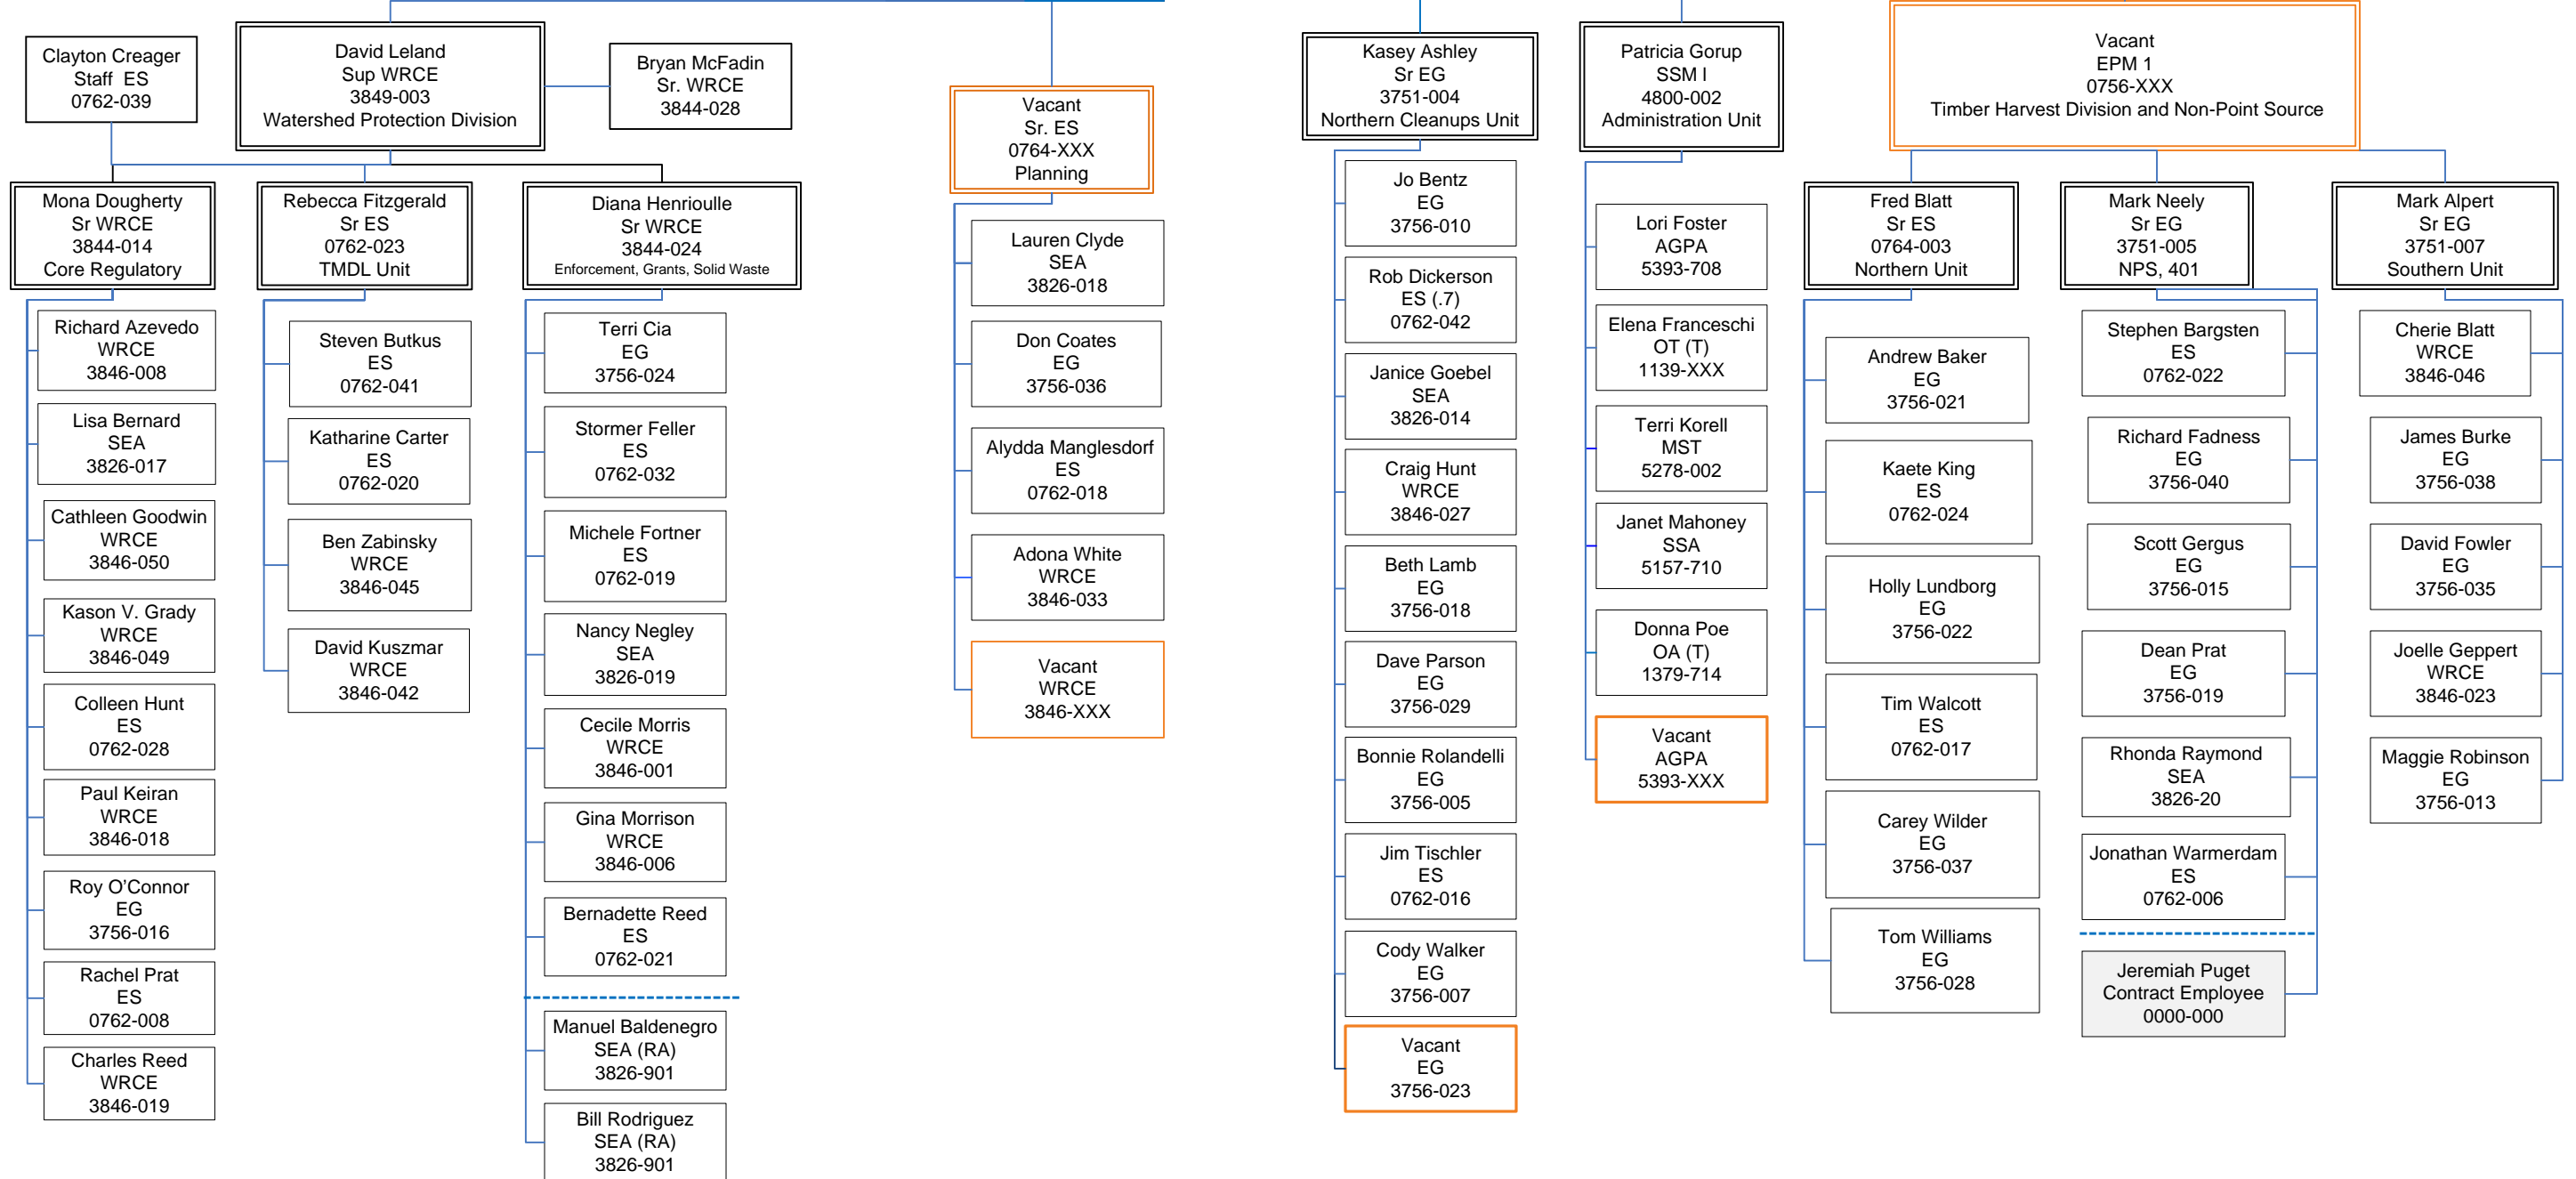 Clayton Creager
Staff ES
0762-039
David Leland
Sup WRCE
3849-003
Watershed Protection Division
Bryan McFadin
Sr. WRCE
3844-028
Mona Dougherty
Sr WRCE
3844-014
Core Regulatory
Richard Azevedo
WRCE
3846-008
Lisa Bernard
SEA
3826-017
Cathleen Goodwin
WRCE
3846-050
Kason V. Grady
WRCE
3846-049
Colleen Hunt
ES
0762-028
Paul Keiran
WRCE
3846-018
Roy O’Connor
EG
3756-016
Rachel Prat
ES
0762-008
Charles Reed
WRCE
3846-019
Rebecca Fitzgerald
Sr ES
0762-023
TMDL Unit
Steven Butkus
ES
0762-041
Katharine Carter
ES
0762-020
Ben Zabinsky
WRCE
3846-045
David Kuszmar
WRCE
3846-042
Diana Henrioulle
Sr WRCE
3844-024
Enforcement, Grants, Solid Waste
Terri Cia
EG
3756-024
Stormer Feller
ES
0762-032
Michele Fortner
ES
0762-019
Nancy Negley
SEA
3826-019
Cecile Morris
WRCE
3846-001
Gina Morrison
WRCE
3846-006
Bernadette Reed
ES
0762-021
Manuel Baldenegro
SEA (RA)
3826-901
Bill Rodriguez
SEA (RA)
3826-901
Vacant
Sr. ES
0764-XXX
Planning
Lauren Clyde
SEA
3826-018
Don Coates
EG
3756-036
Alydda Manglesdorf
ES
0762-018
Adona White
WRCE
3846-033
Vacant
WRCE
3846-XXX
Kasey Ashley
Sr EG
3751-004
Northern Cleanups Unit
Jo Bentz
EG
3756-010
Rob Dickerson
ES (.7)
0762-042
Janice Goebel
SEA
3826-014
Craig Hunt
WRCE
3846-027
Beth Lamb
EG
3756-018
Dave Parson
EG
3756-029
Bonnie Rolandelli
EG
3756-005
Jim Tischler
ES
0762-016
Cody Walker
EG
3756-007
Vacant
EG
3756-023
Patricia Gorup
SSM I
4800-002
Administration Unit
Lori Foster
AGPA
5393-708
Elena Franceschi
OT (T)
1139-XXX
Terri Korell
MST
5278-002
Janet Mahoney
SSA
5157-710
Donna Poe
OA (T)
1379-714
Vacant
AGPA
5393-XXX
Vacant
EPM 1
0756-XXX
Timber Harvest Division and Non-Point Source
Fred Blatt
Sr ES
0764-003
Northern Unit
Andrew Baker
EG
3756-021
Kaete King
ES
0762-024
Holly Lundborg
EG
3756-022
Tim Walcott
ES
0762-017
Carey Wilder
EG
3756-037
Tom Williams
EG
3756-028
Mark Neely
Sr EG
3751-005
NPS, 401
Stephen Bargsten
ES
0762-022
Richard Fadness
EG
3756-040
Scott Gergus
EG
3756-015
Dean Prat
EG
3756-019
Rhonda Raymond
SEA
3826-20
Jonathan Warmerdam
ES
0762-006
Jeremiah Puget
Contract Employee
0000-000
Mark Alpert
Sr EG
3751-007
Southern Unit
Cherie Blatt
WRCE
3846-046
James Burke
EG
3756-038
David Fowler
EG
3756-035
Joelle Geppert
WRCE
3846-023
Maggie Robinson
EG
3756-013